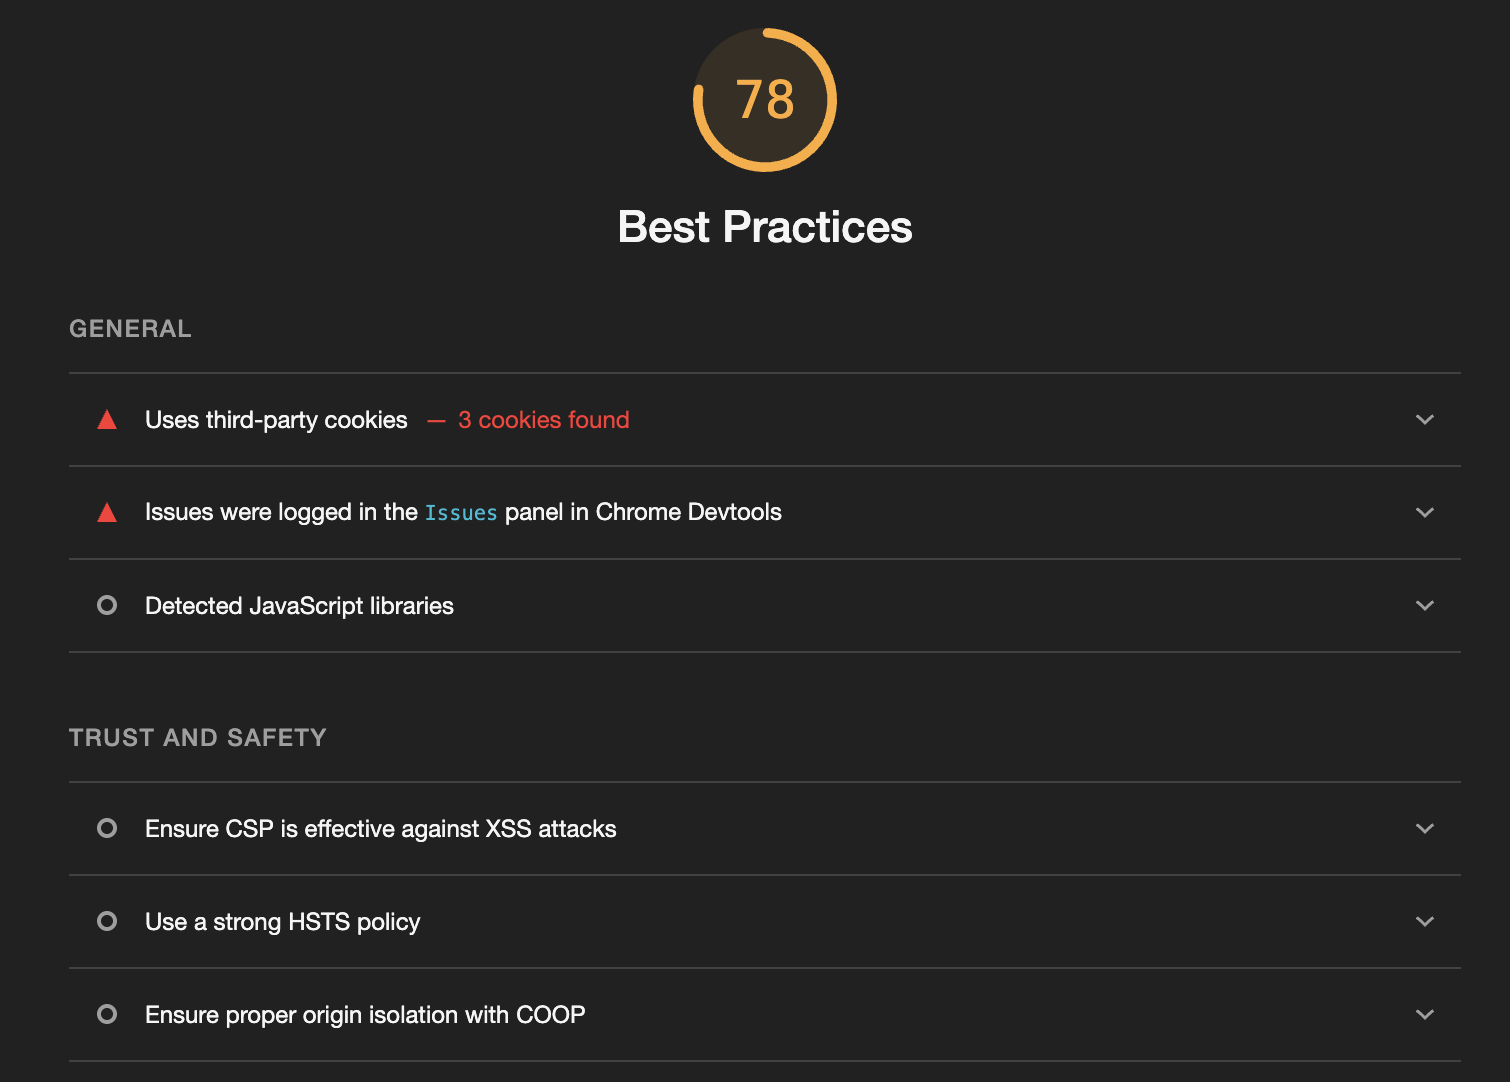 78
Best Practices
GENERAL
Uses third-party cookies — 3 cookies found
Issues were logged in the Issues panel in Chrome Devtools
Detected JavaScript libraries
TRUST AND SAFETY
Ensure CSP is effective against XSS attacks
Use a strong HSTS policy
Ensure proper origin isolation with COOP